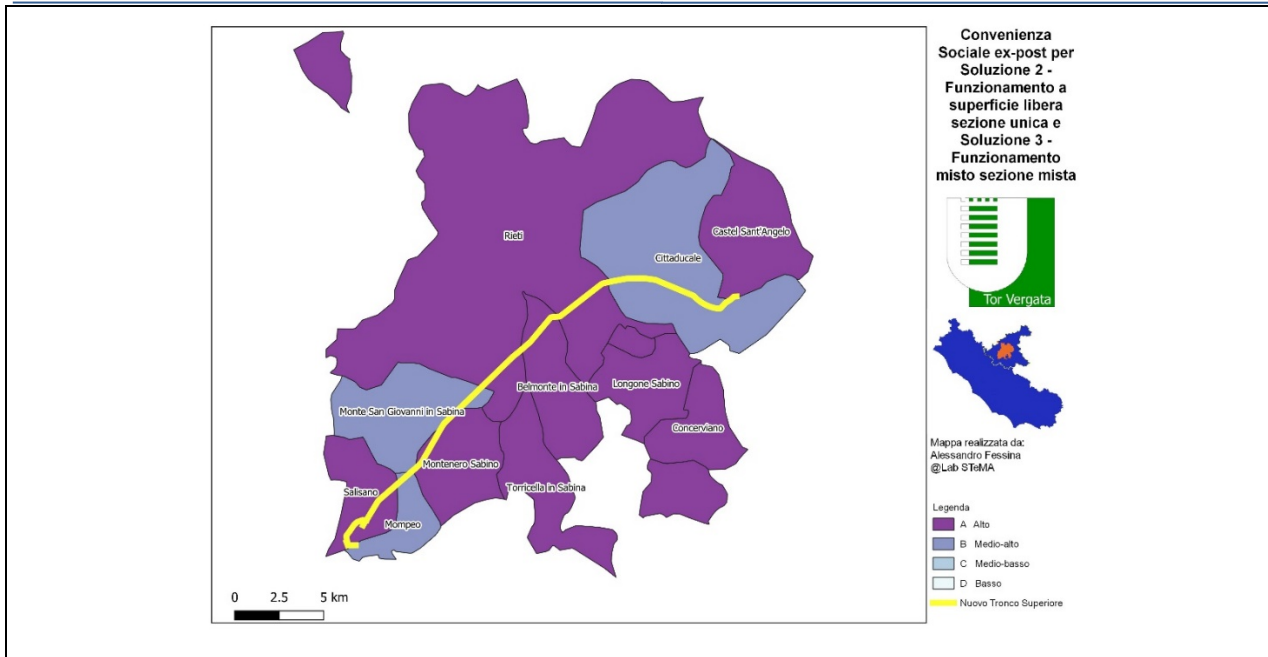 Convenienza
Sociale ex-post per
Soluzione 2 -
Funzionamento a
superficie libera
sezione unica e
Soluzione 3 -
Funzionamento
misto sezione mista
Tor Vergata
Rieti
Castel Sant'Angelo
Cittaducale
Belmonte in Sabina
Longone Sabino
Monte San Giovanni in Sabina
Concerviano
Montenero Sabino
Salisano
Torricella in Sabina
Mompeo
Mappa realizzata da:
Alessandro Fessina
@Lab STeMA
Legenda
A Alto
B Medio-alto
C Medio-basso
D Basso
Nuovo Tronco Superiore
0 2.5 5 km